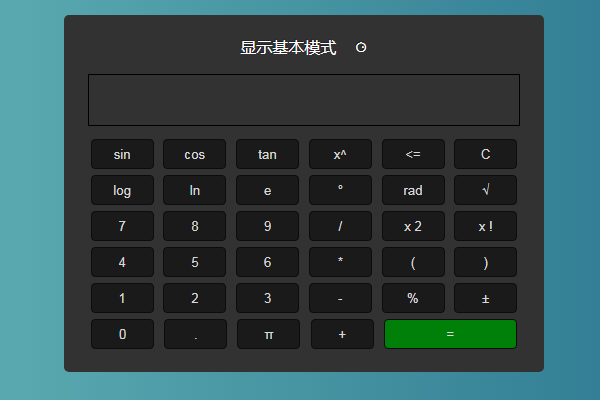 显示基本模式
sin cos tan x^ <= C
log ln e ° rad √
7 8 9 / x 2 x !
4 5 6 * ( )
1 2 3 - % ±
0 . π + =